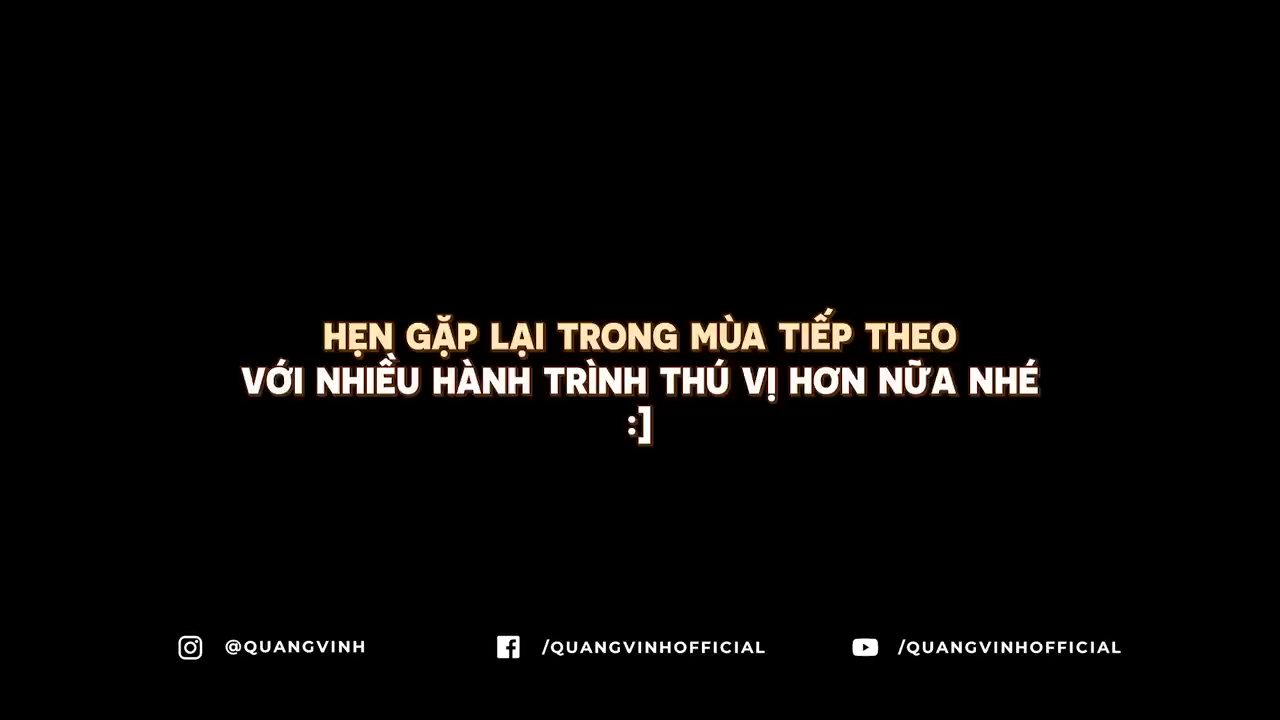 HẸN GẶP LẠI TRONG MÙA TIẾP THEO
VỚI NHIỀU HÀNH TRÌNH THÚ VỊ HƠN NỮA NHÉ
:]
@QUANGVINH
/QUANGVINHOFFICIAL
/QUANGVINHOFFICIAL